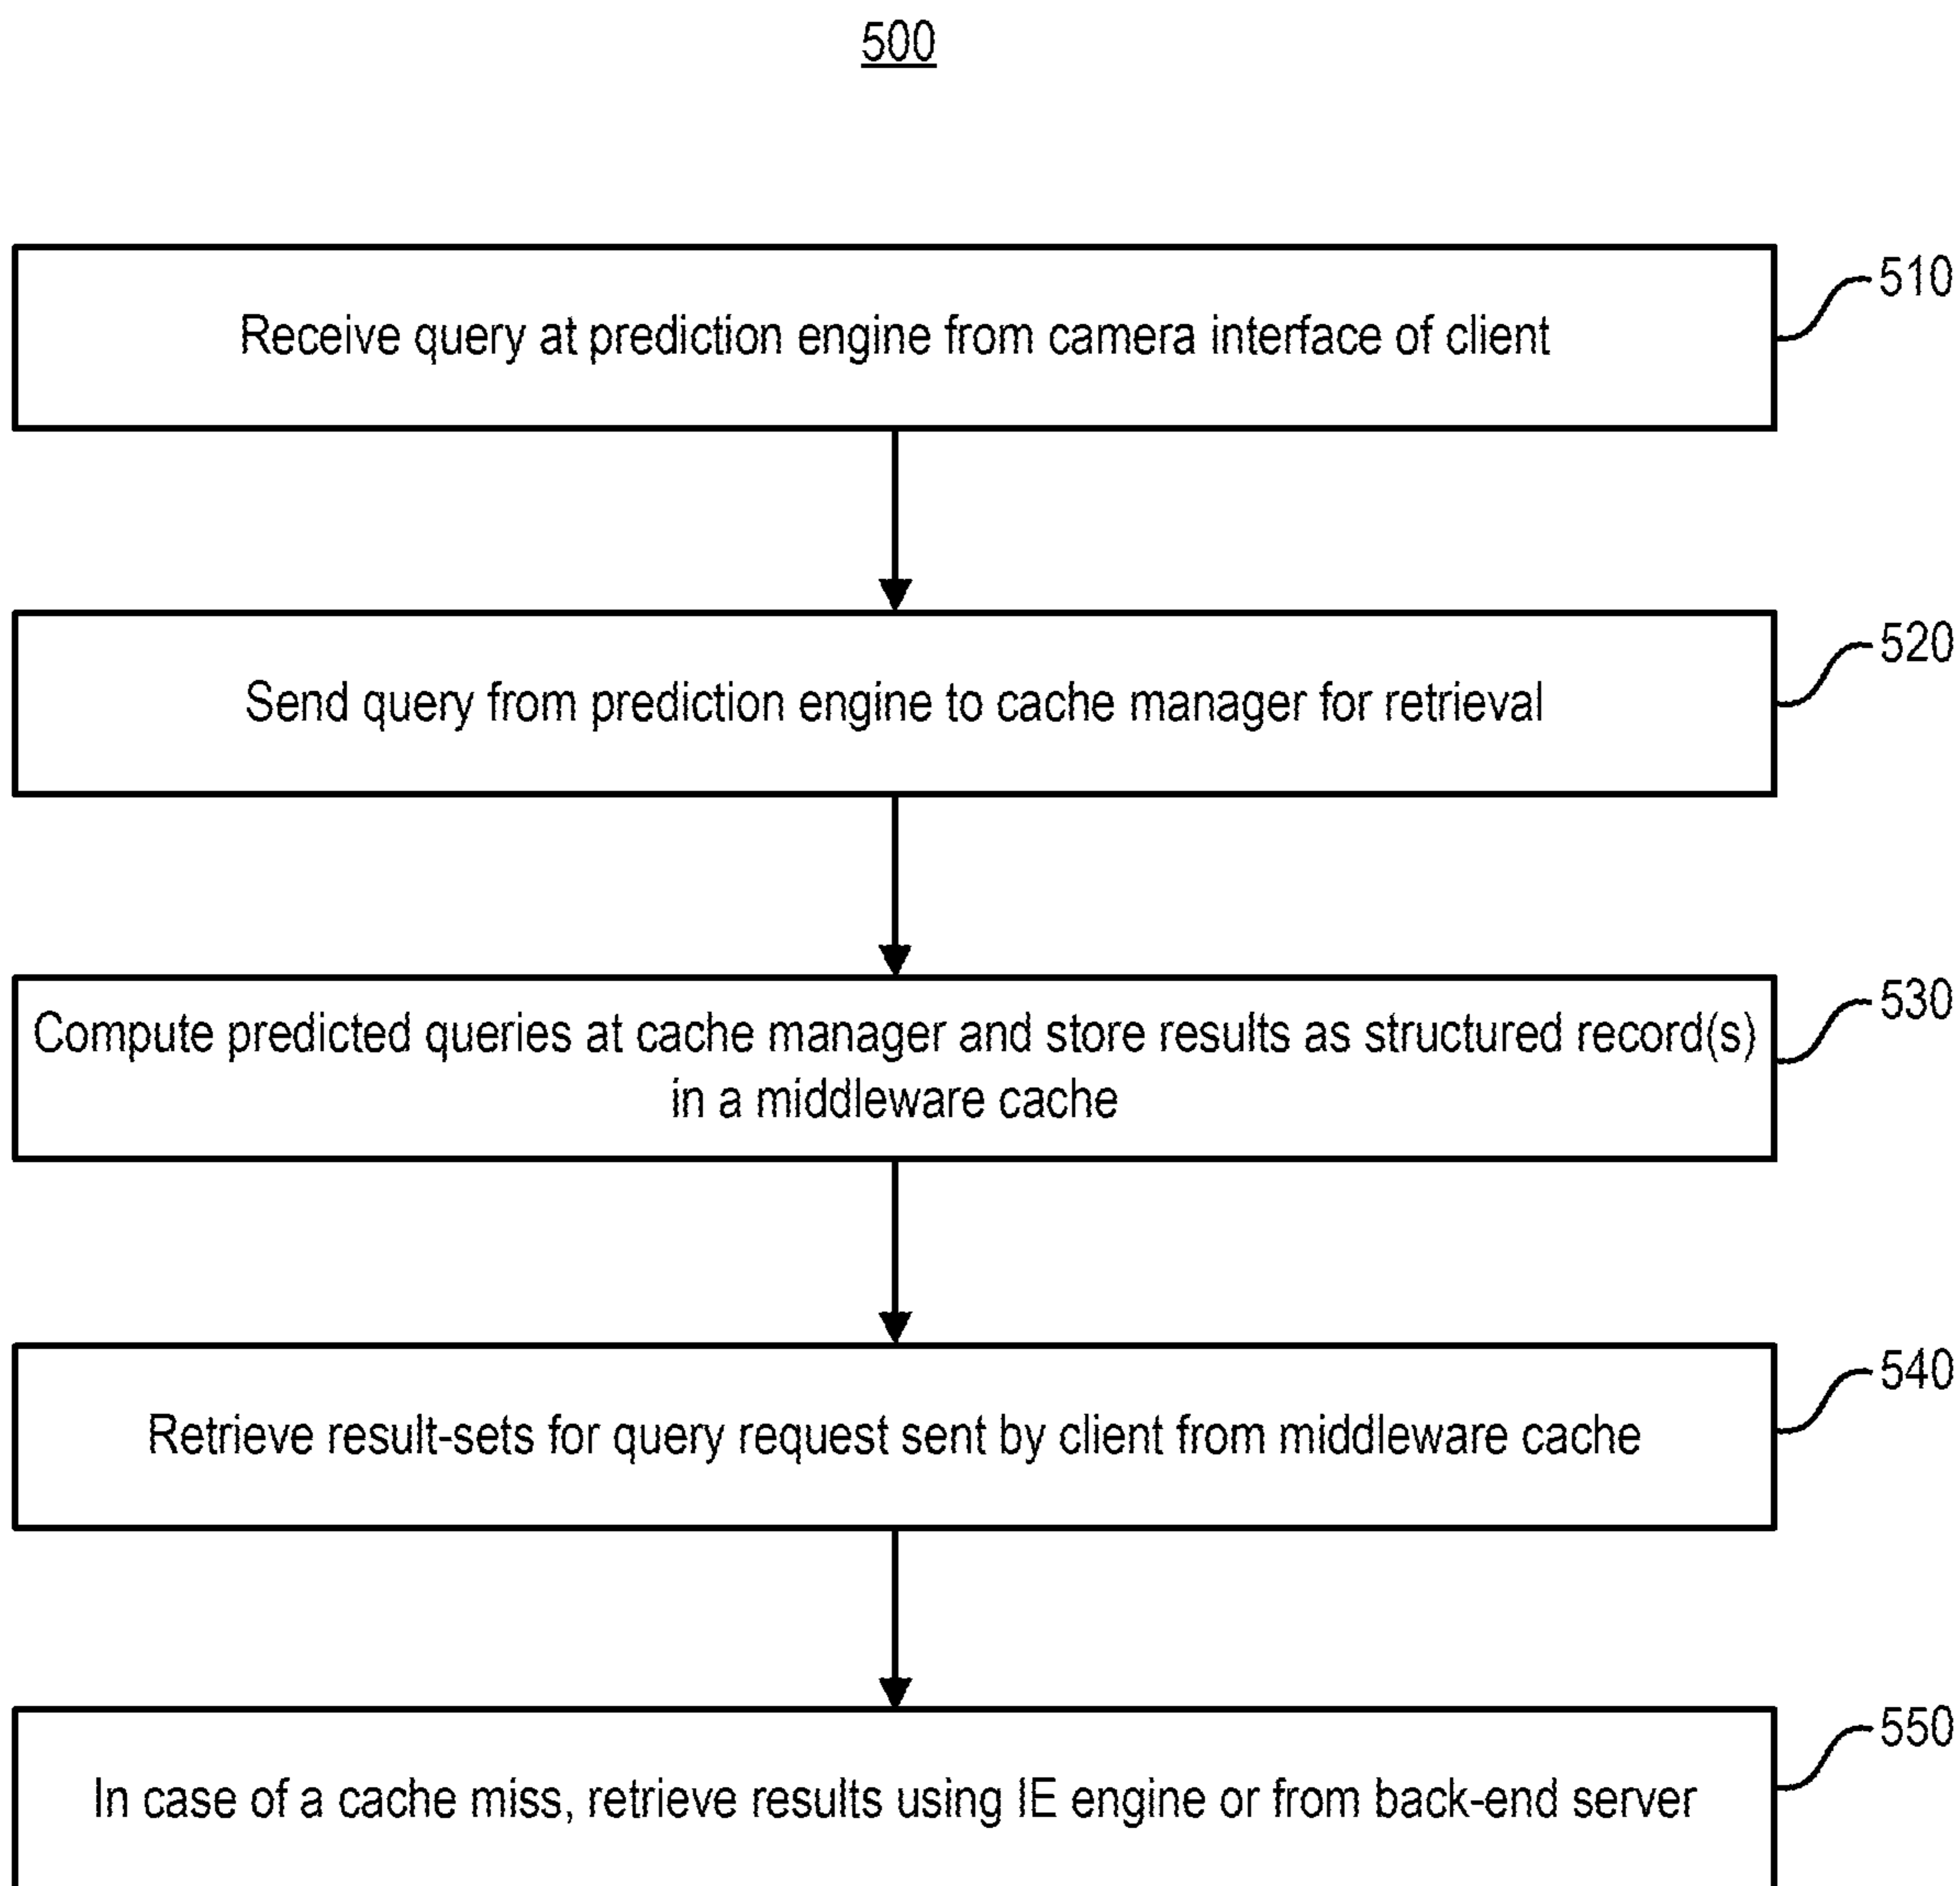 500
Receive query at prediction engine from camera interface of client
510
Send query from prediction engine to cache manager for retrieval
520
Compute predicted queries at cache manager and store results as structured record(s)
in a middleware cache
530
Retrieve result-sets for query request sent by client from middleware cache
540
In case of a cache miss, retrieve results using IE engine or from back-end server
550